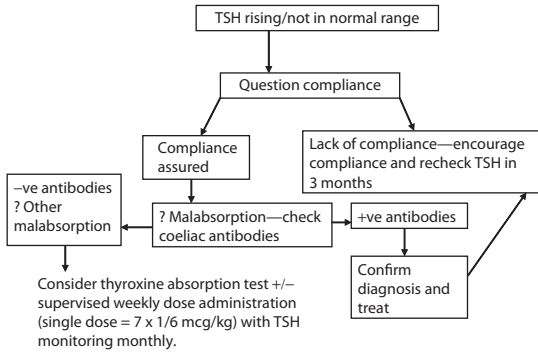 TSH rising/not in normal range
Question compliance
Compliance
assured
Lack of compliance—encourage
compliance and recheck TSH in
3 months
–ve antibodies
? Other
malabsorption
? Malabsorption—check
coeliac antibodies
+ve antibodies
Confirm
diagnosis and
treat
Consider thyroxine absorption test +/–
supervised weekly dose administration
(single dose = 7 x 1/6 mcg/kg) with TSH
monitoring monthly.